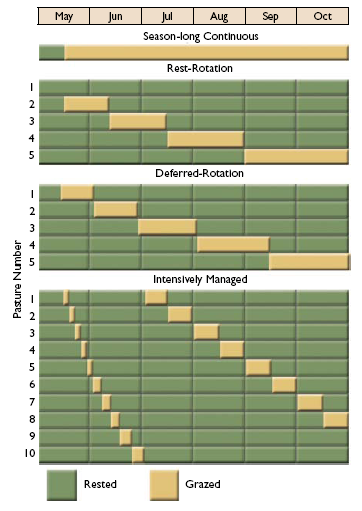 May Jun Jul Aug Sep Oct
Season-long Continuous
Rest-Rotation
1
2
3
4
5
Deferred-Rotation
1
2
3
4
5
Pasture Number
Intensively Managed
1
2
3
4
5
6
7
8
9
10
Rested Grazed